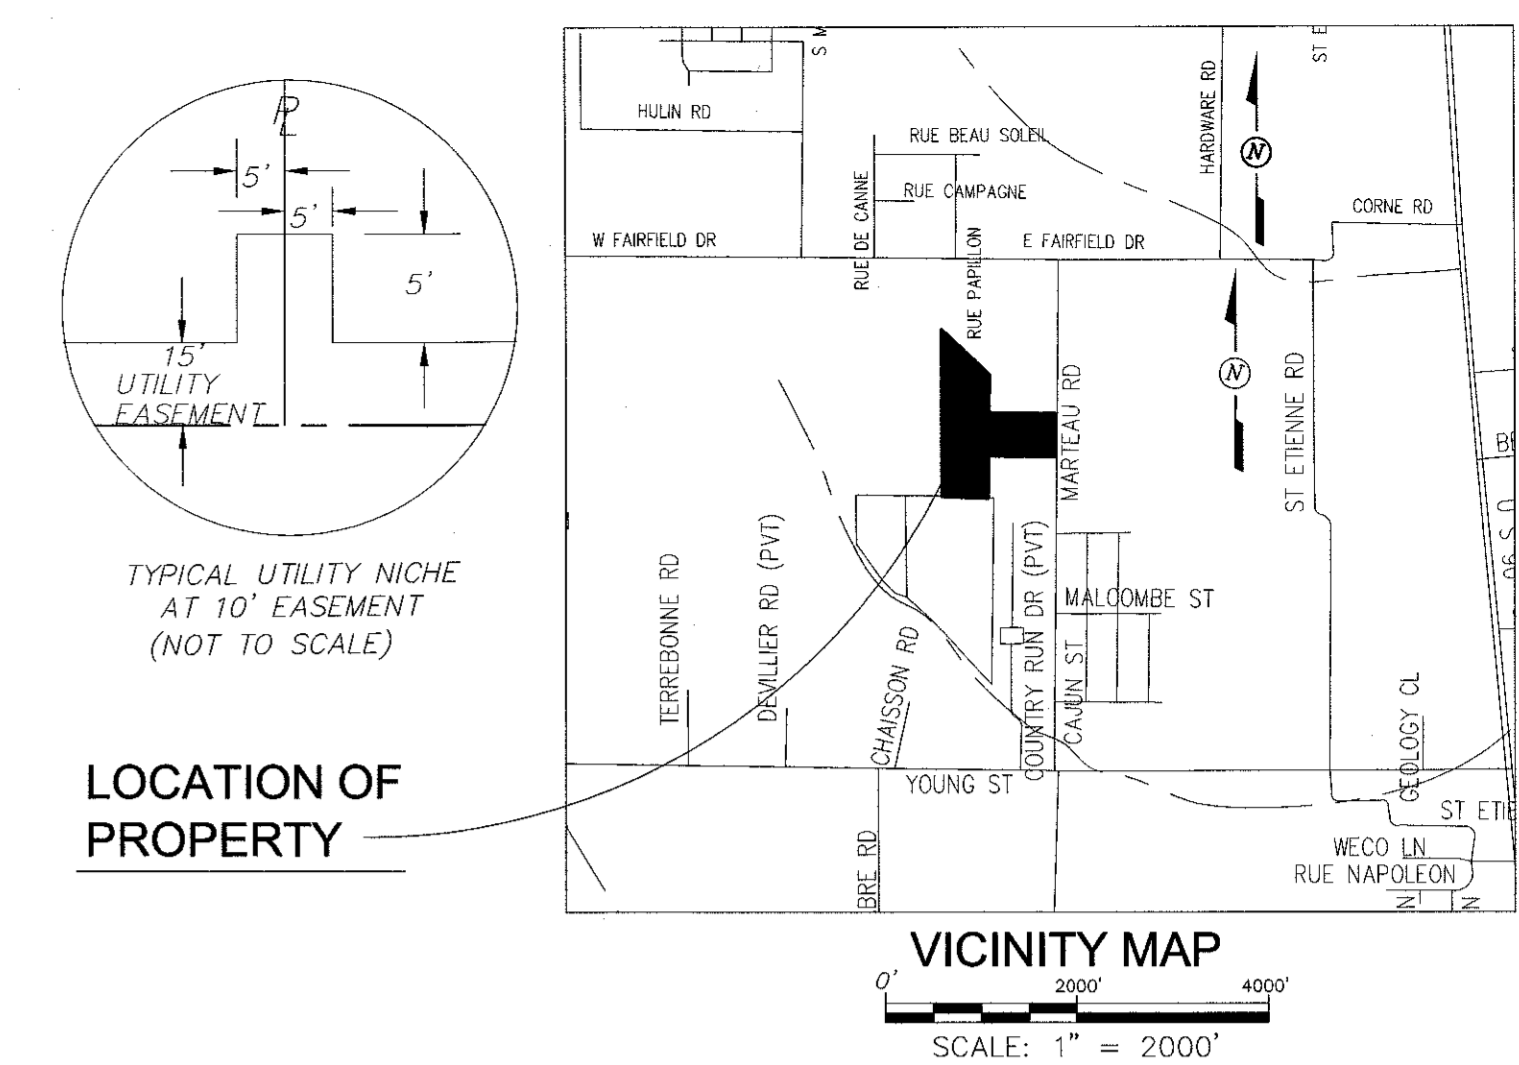 PL
5'
5'
5'
15'
UTILITY
EASEMENT
TYPICAL UTILITY NICHE
AT 10' EASEMENT
(NOT TO SCALE)
LOCATION OF
PROPERTY
S M
ST E
HULIN RD
HARDWARE RD
RUE BEAU SOLEIL
N
RUE DE CANNE
RUE CAMPAGNE
CORNE RD
W FAIRFIELD DR
RUE PAPILLON
E FAIRFIELD DR
MARTEAU RD
N
ST ETIENNE RD
TERREBONNE RD
DEVILLIER RD (PVT)
CHAISSON RD
COUNTRY RUN DR (PVT)
MALCOMBE ST
CAJUN ST
GEOLOGY CL
YOUNG ST
ST ETIE
BRE RD
WECO LN
RUE NAPOLEON
N
N
VICINITY MAP
0'
2000'
4000'
SCALE: 1" = 2000'